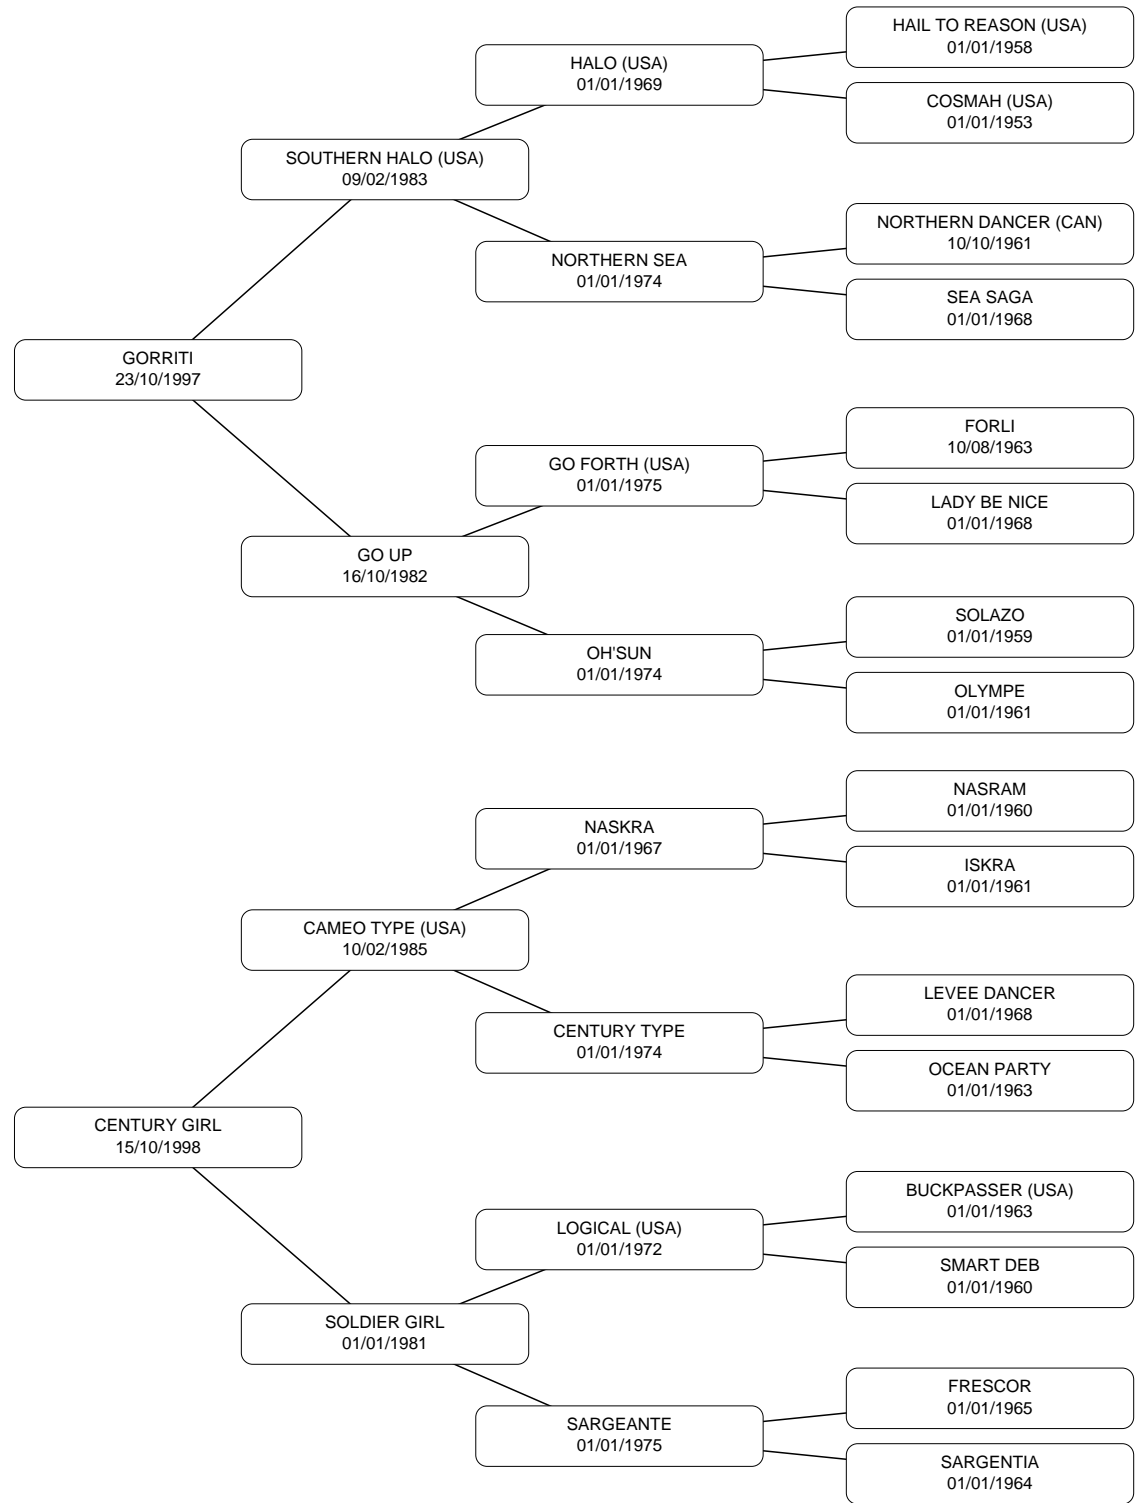 HAIL TO REASON (USA)
01/01/1958
HALO (USA)
01/01/1969
COSMAH (USA)
01/01/1953
SOUTHERN HALO (USA)
09/02/1983
NORTHERN DANCER (CAN)
10/10/1961
NORTHERN SEA
01/01/1974
SEA SAGA
01/01/1968
GORRITI
23/10/1997
FORLI
10/08/1963
GO FORTH (USA)
01/01/1975
LADY BE NICE
01/01/1968
GO UP
16/10/1982
SOLAZO
01/01/1959
OH'SUN
01/01/1974
OLYMPE
01/01/1961
NASRAM
01/01/1960
NASKRA
01/01/1967
ISKRA
01/01/1961
CAMEO TYPE (USA)
10/02/1985
LEVEE DANCER
01/01/1968
CENTURY TYPE
01/01/1974
OCEAN PARTY
01/01/1963
CENTURY GIRL
15/10/1998
BUCKPASSER (USA)
01/01/1963
LOGICAL (USA)
01/01/1972
SMART DEB
01/01/1960
SOLDIER GIRL
01/01/1981
FRESCOR
01/01/1965
SARGEANTE
01/01/1975
SARGENTIA
01/01/1964